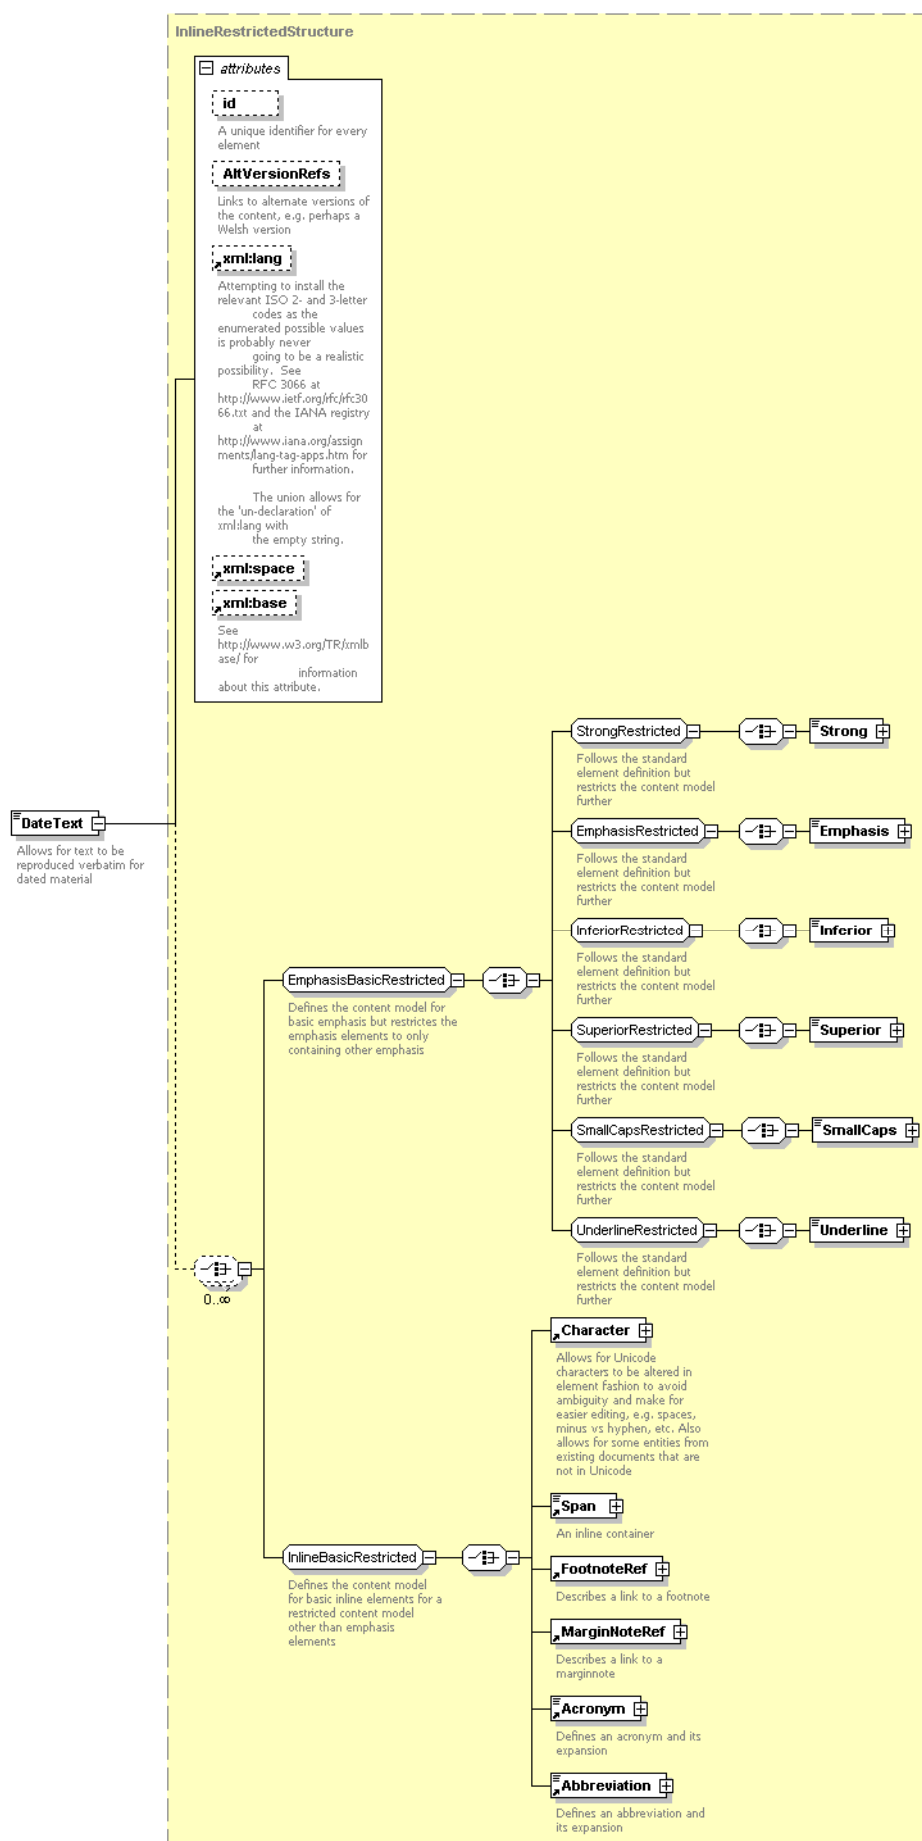 InlineRestrictedStructure
attributes
id
A unique identifier for every
element
AltVersionRefs
Links to alternate versions of
the content, e.g. perhaps a
Welsh version
xml:lang
Attempting to install the
relevant ISO 2- and 3-letter
codes as the
enumerated possible values
is probably never
going to be a realistic
possibility.  See
RFC 3066 at
http://www.ietf.org/rfc/rfc30
66.txt and the IANA registry
at
http://www.iana.org/assign
ments/lang-tag-apps.htm for
further information.
The union allows for
the 'un-declaration' of
xml:lang with
the empty string.
xml:space
xml:base
See
http://www.w3.org/TR/xmlb
ase/ for
information
about this attribute.
DateText
Allows for text to be
reproduced verbatim for
dated material
0..∞
EmphasisBasicRestricted
Defines the content model for
basic emphasis but restrictes the
emphasis elements to only
containing other emphasis
StrongRestricted
Strong
Follows the standard
element definition but
restricts the content model
further
EmphasisRestricted
Emphasis
Follows the standard
element definition but
restricts the content model
further
InferiorRestricted
Inferior
Follows the standard
element definition but
restricts the content model
further
SuperiorRestricted
Superior
Follows the standard
element definition but
restricts the content model
further
SmallCapsRestricted
SmallCaps
Follows the standard
element definition but
restricts the content model
further
UnderlineRestricted
Underline
Follows the standard
element definition but
restricts the content model
further
InlineBasicRestricted
Defines the content model
for basic inline elements for a
restricted content model
other than emphasis
elements
Character
Allows for Unicode
characters to be altered in
element fashion to avoid
ambiguity and make for
easier editing, e.g. spaces,
minus vs hyphen, etc. Also
allows for some entities from
existing documents that are
not in Unicode
Span
An inline container
FootnoteRef
Describes a link to a footnote
MarginNoteRef
Describes a link to a
marginnote
Acronym
Defines an acronym and its
expansion
Abbreviation
Defines an abbreviation and
its expansion